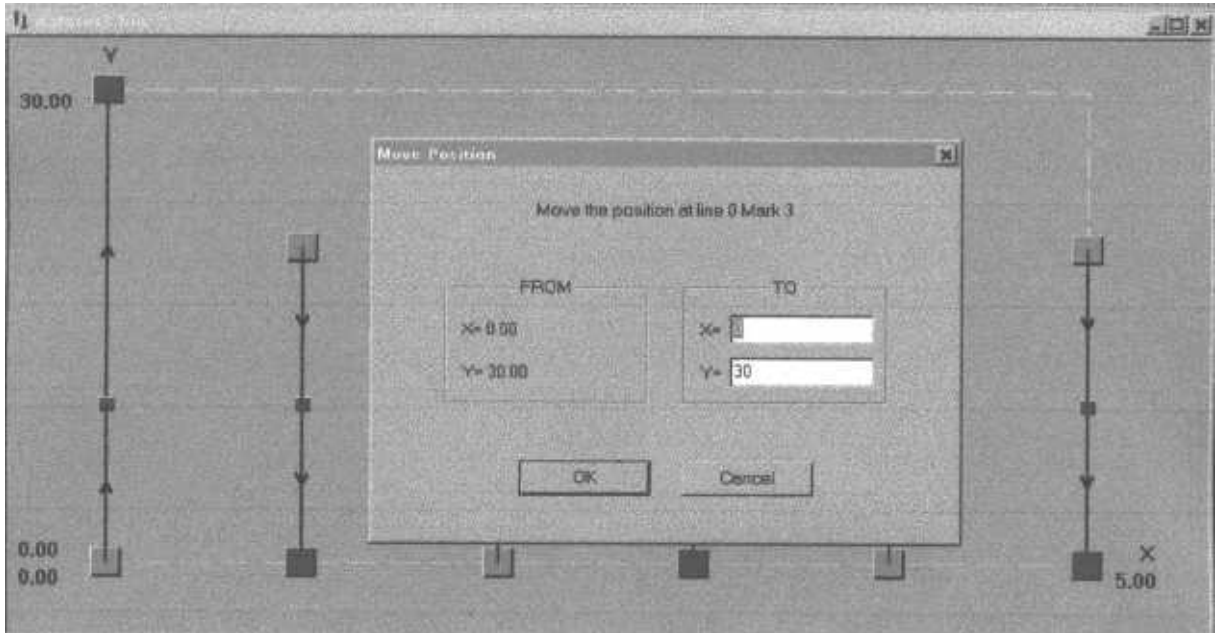 Y
30.00
Move Position
Move the position at line 0 Mark 3
FROM
TO
X= 0.00
X=
Y= 30.00
Y= 30
OK
Cancel
0.00
0.00
X
5.00